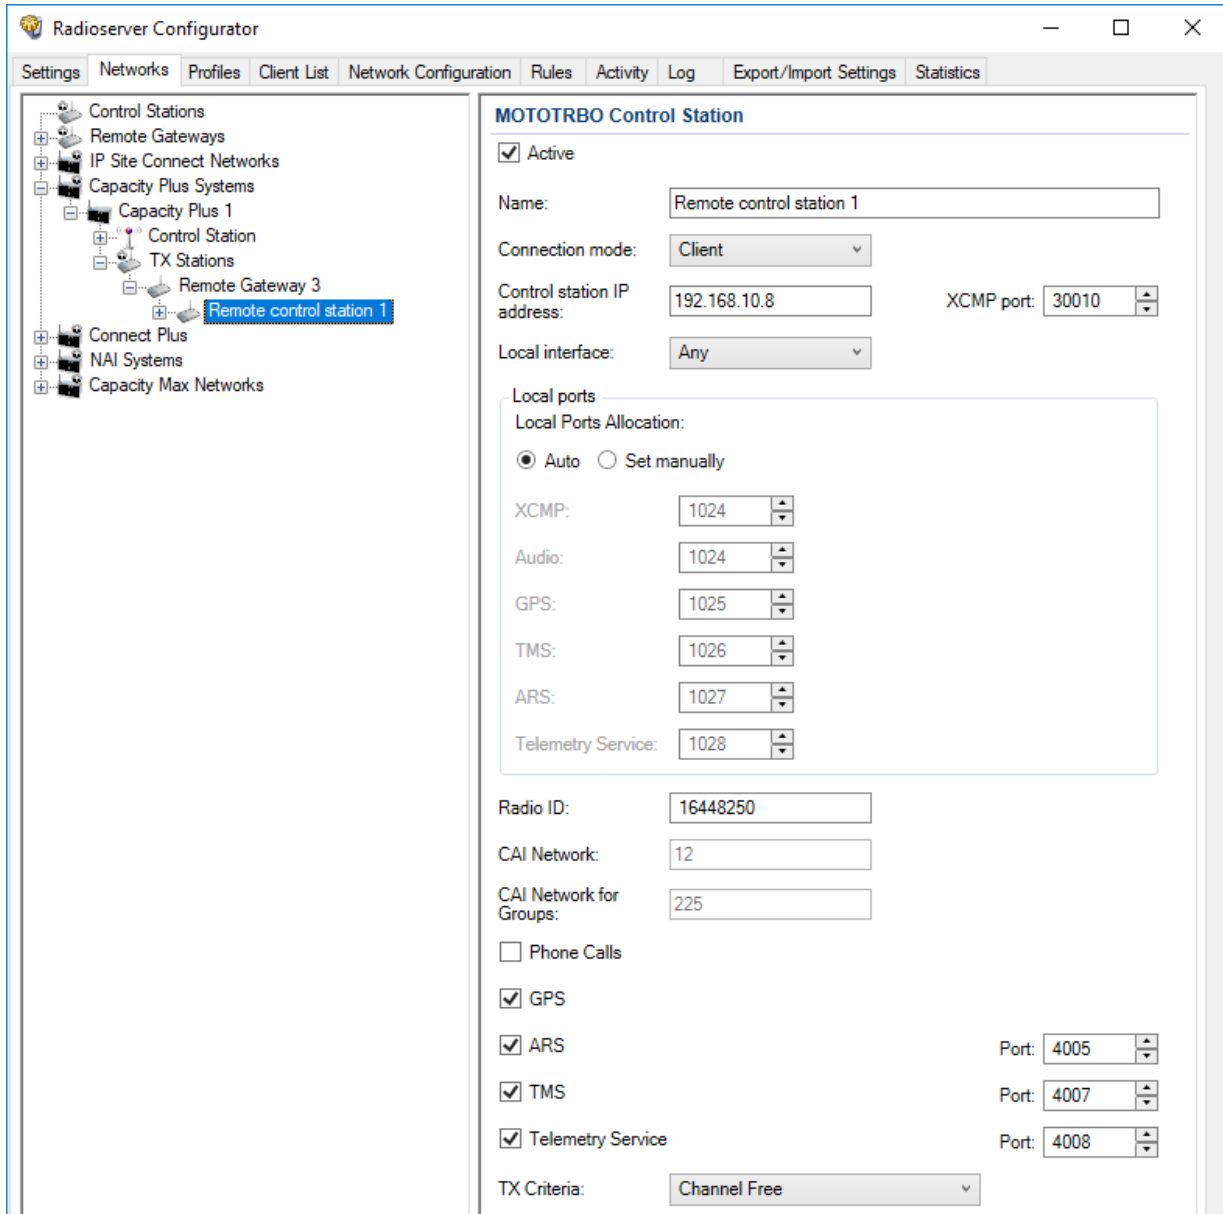 Radioserver Configurator
Settings Networks Profiles Client List Network Configuration Rules Activity Log Export/Import Settings Statistics
Control Stations
Remote Gateways
IP Site Connect Networks
Capacity Plus Systems
Capacity Plus 1
Control Station
TX Stations
Remote Gateway 3
Remote control station 1
Connect Plus
NAI Systems
Capacity Max Networks
MOTOTRBO Control Station
Active
Name: Remote control station 1
Connection mode: Client
Control station IP
address: 192.168.10.8 XCMP port: 30010
Local interface: Any
Local ports
Local Ports Allocation:
Auto Set manually
XCMP: 1024
Audio: 1024
GPS: 1025
TMS: 1026
ARS: 1027
Telemetry Service: 1028
Radio ID: 16448250
CAI Network: 12
CAI Network for
Groups: 225
Phone Calls
GPS
ARS Port: 4005
TMS Port: 4007
Telemetry Service Port: 4008
TX Criteria: Channel Free